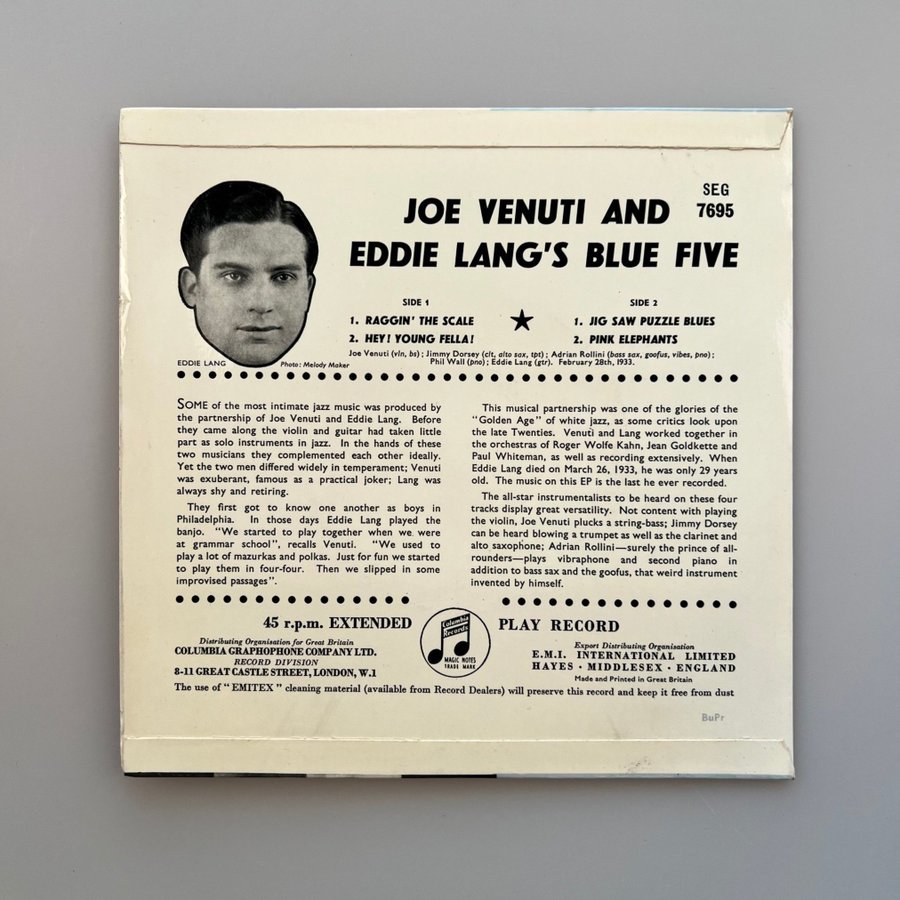 SEG
7695
JOE VENUTI AND
EDDIE LANG'S BLUE FIVE
SIDE 1
1. RAGGIN' THE SCALE
2. HEY! YOUNG FELLA!
SIDE 2
1. JIG SAW PUZZLE BLUES
2. PINK ELEPHANTS
Joe Venuti (vln, bs); Jimmy Dorsey (clt, alto sax, tpt); Adrian Rollini (bass sax, goofus, vibes, pno);
Phil Wall (pno); Eddie Lang (gtr). February 28th, 1933.
EDDIE LANG
Photo: Melody Maker
SOME of the most intimate jazz music was produced by
the partnership of Joe Venuti and Eddie Lang. Before
they came along the violin and guitar had taken little
part as solo instruments in jazz. In the hands of these
two musicians they complemented each other ideally.
Yet the two men differed widely in temperament; Venuti
was exuberant, famous as a practical joker; Lang was
always shy and retiring.
They first got to know one another as boys in
Philadelphia. In those days Eddie Lang played the
banjo. "We started to play together when we were
at grammar school", recalls Venuti. "We used to
play a lot of mazurkas and polkas. Just for fun we started
to play them in four-four. Then we slipped in some
improvised passages".
This musical partnership was one of the glories of the
"Golden Age" of white jazz, as some critics look upon
the late Twenties. Venuti and Lang worked together in
the orchestras of Roger Wolfe Kahn, Jean Goldkette and
Paul Whiteman, as well as recording extensively. When
Eddie Lang died on March 26, 1933, he was only 29 years
old. The music on this EP is the last he ever recorded.
The all-star instrumentalists to be heard on these four
tracks display great versatility. Not content with playing
the violin, Joe Venuti plucks a string-bass; Jimmy Dorsey
can be heard blowing a trumpet as well as the clarinet and
alto saxophone; Adrian Rollini—surely the prince of all-
rounders—plays vibraphone and second piano in
addition to bass sax and the goofus, that weird instrument
invented by himself.
45 r.p.m. EXTENDED
PLAY RECORD
Columbia
Records
MAGIC NOTES
TRADE MARK
Distributing Organisation for Great Britain
COLUMBIA GRAPHOPHONE COMPANY LTD.
RECORD DIVISION
8-11 GREAT CASTLE STREET, LONDON, W.1
Export Distributing Organisation
E.M.I. INTERNATIONAL LIMITED
HAYES · MIDDLESEX · ENGLAND
Made and Printed in Great Britain
The use of "EMITEX" cleaning material (available from Record Dealers) will preserve this record and keep it free from dust
BuPr